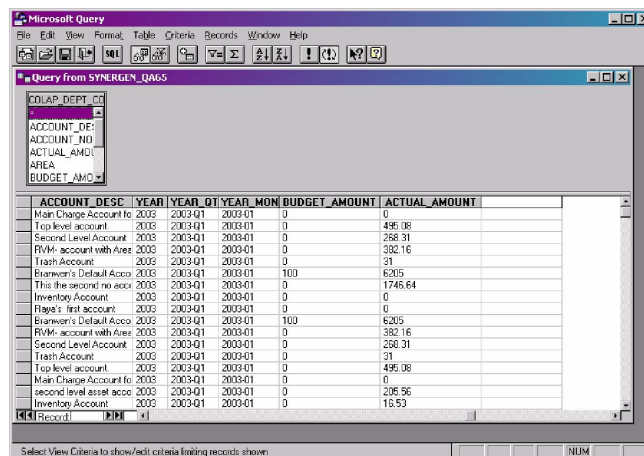 Microsoft Query
File Edit View Format Table Criteria Records Window Help
SQL
Query from SYNERGEN_QA65
COLAP_DEPT_CO
*
ACCOUNT_DE
ACCOUNT_NO
ACTUAL_AMOU
AREA
BUDGET_AMO
ACCOUNT_DESC YEAR YEAR_QT YEAR_MON BUDGET_AMOUNT ACTUAL_AMOUNT
Main Charge Account fo 2003 2003-Q1 2003-01 0 0
Top level account. 2003 2003-Q1 2003-01 0 495.08
Second Level Account 2003 2003-Q1 2003-01 0 268.31
RVM- account with Area 2003 2003-Q1 2003-01 0 382.16
Trash Account 2003 2003-Q1 2003-01 0 31
Branwen's Default Acco 2003 2003-Q1 2003-01 100 6205
This the second no acco 2003 2003-Q1 2003-01 0 1746.64
Inventory Account 2003 2003-Q1 2003-01 0 0
Raya's first account 2003 2003-Q1 2003-01 0 0
Branwen's Default Acco 2003 2003-Q1 2003-01 100 6205
RVM- account with Area 2003 2003-Q1 2003-01 0 382.16
Second Level Account 2003 2003-Q1 2003-01 0 268.31
Trash Account 2003 2003-Q1 2003-01 0 31
Top level account. 2003 2003-Q1 2003-01 0 495.08
Main Charge Account fo 2003 2003-Q1 2003-01 0 0
second level asset acco 2003 2003-Q1 2003-01 0 205.56
Inventory Account 2003 2003-Q1 2003-01 0 16.53
Record:
Select View Criteria to show/edit criteria limiting records shown NUM